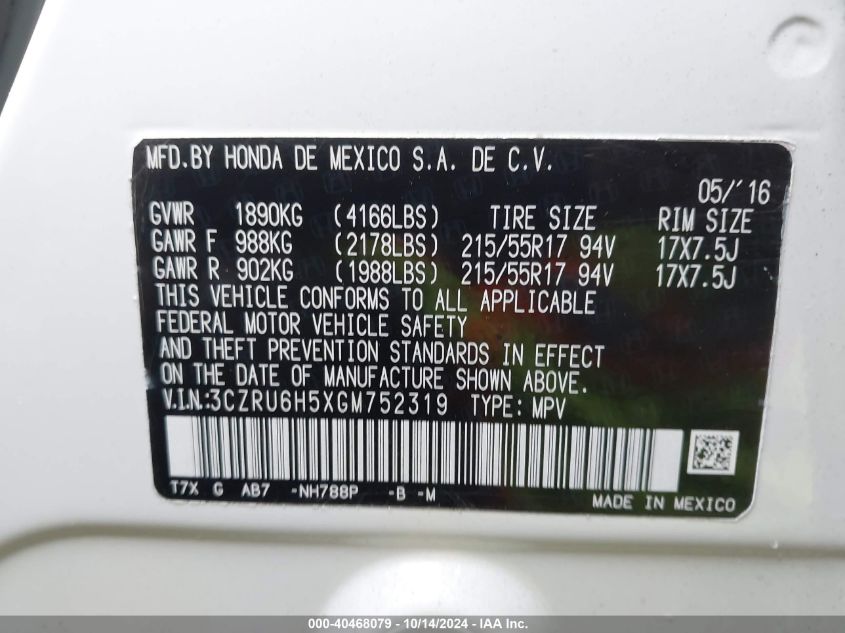 MFD.BY HONDA DE MEXICO S.A. DE C.V.
05/'16
GVWR 1890KG (4166LBS) TIRE SIZE RIM SIZE
GAWR F 988KG (2178LBS) 215/55R17 94V 17X7.5J
GAWR R 902KG (1988LBS) 215/55R17 94V 17X7.5J
THIS VEHICLE CONFORMS TO ALL APPLICABLE
FEDERAL MOTOR VEHICLE SAFETY
AND THEFT PREVENTION STANDARDS IN EFFECT
ON THE DATE OF MANUFACTURE SHOWN ABOVE.
V.I.N.:3CZRU6H5XGM752319 TYPE: MPV
T7X G AB7 -NH788P -B -M
MADE IN MEXICO
000-40468079 - 10/14/2024 - IAA Inc.